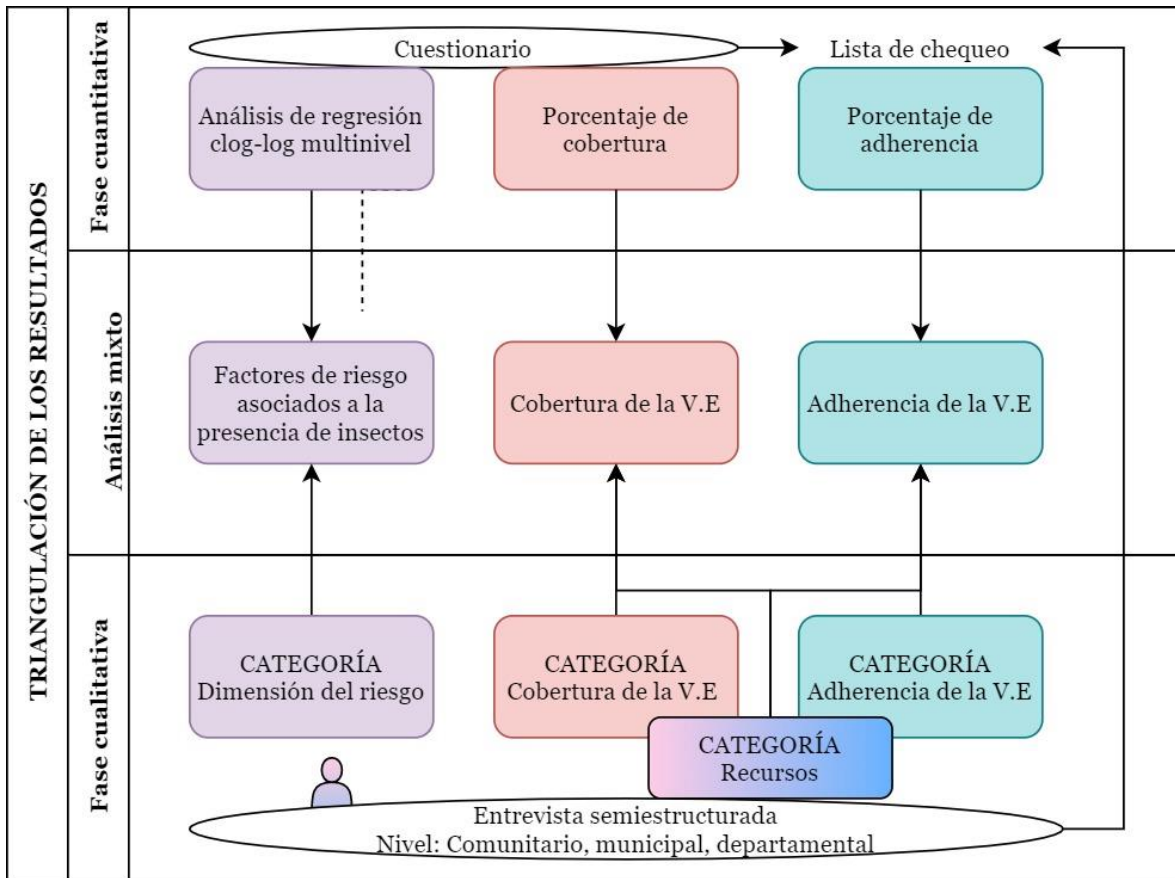 TRIANGULACIÓN DE LOS RESULTADOS
Fase cuantitativa
Cuestionario
Lista de chequeo
Análisis de regresión
clog-log multinivel
Porcentaje de
cobertura
Porcentaje de
adherencia
Análisis mixto
Factores de riesgo
asociados a la
presencia de insectos
Cobertura de la V.E
Adherencia de la V.E
Fase cualitativa
CATEGORÍA
Dimensión del riesgo
CATEGORÍA
Cobertura de la V.E
CATEGORÍA
Adherencia de la V.E
CATEGORÍA
Recursos
Entrevista semiestructurada
Nivel: Comunitario, municipal, departamental